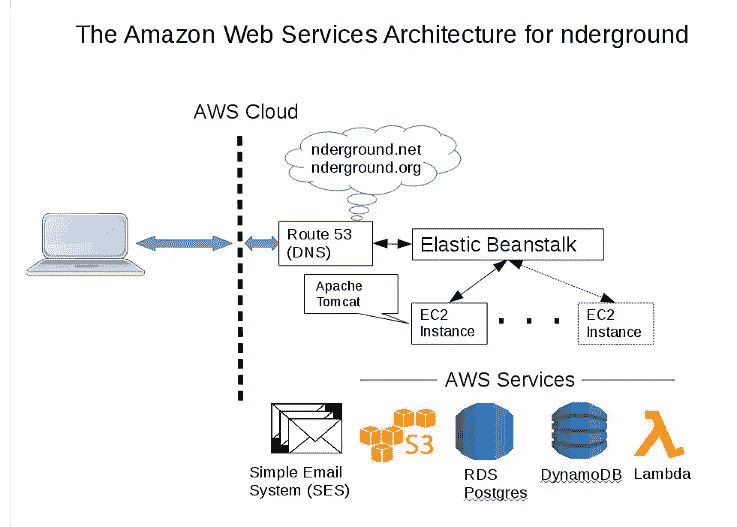 The Amazon Web Services Architecture for nderground
AWS Cloud
nderground.net
nderground.org
Route 53
(DNS)
Elastic Beanstalk
Apache
Tomcat
EC2
Instance
EC2
Instance
AWS Services
S3
Simple Email
System (SES)
RDS
Postgres
DynamoDB
Lambda